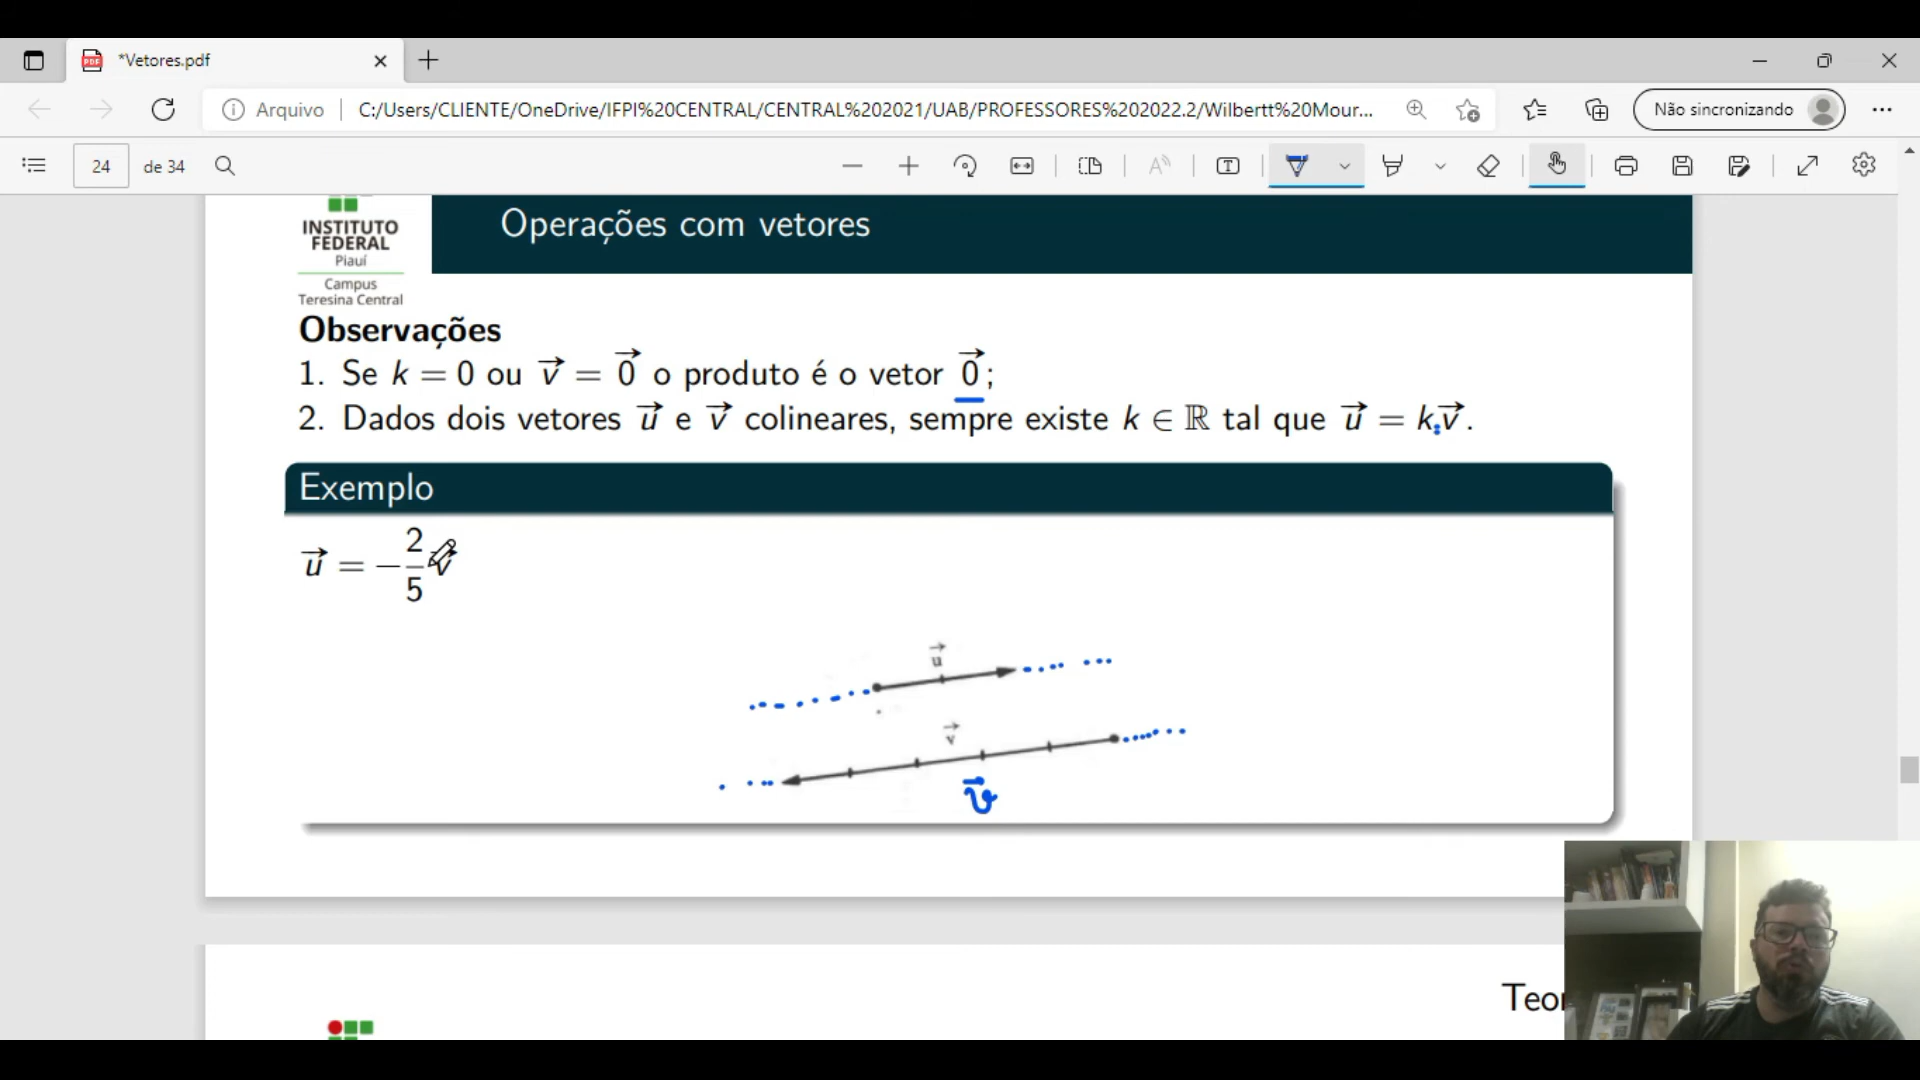 *Vetores.pdf
Arquivo
C:/Users/CLIENTE/OneDrive/IFPI%20CENTRAL/CENTRAL%202021/UAB/PROFESSORES%202022.2/Wilbertt%20Mour...
Não sincronizando
24 de 34
INSTITUTO
FEDERAL
Piauí
Campus
Teresina Central
Operações com vetores
Observações
1. Se k = 0 ou v⃗ = 0⃗ o produto é o vetor 0⃗;
2. Dados dois vetores u⃗ e v⃗ colineares, sempre existe k ∈ ℝ tal que u⃗ = k.v⃗.
Exemplo
u⃗ = −2/5 v⃗
u⃗
v⃗
v⃗